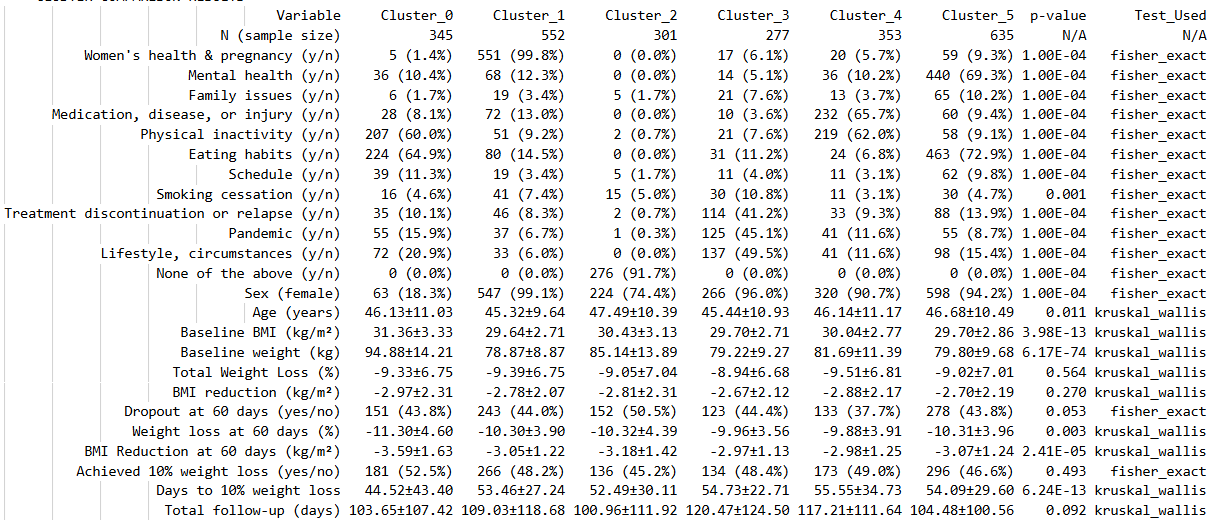 Variable Cluster_0 Cluster_1 Cluster_2 Cluster_3 Cluster_4 Cluster_5 p-value Test_Used
N (sample size) 345 552 301 277 353 635 N/A N/A
Women's health & pregnancy (y/n) 5 (1.4%) 551 (99.8%) 0 (0.0%) 17 (6.1%) 20 (5.7%) 59 (9.3%) 1.00E-04 fisher_exact
Mental health (y/n) 36 (10.4%) 68 (12.3%) 0 (0.0%) 14 (5.1%) 36 (10.2%) 440 (69.3%) 1.00E-04 fisher_exact
Family issues (y/n) 6 (1.7%) 19 (3.4%) 5 (1.7%) 21 (7.6%) 13 (3.7%) 65 (10.2%) 1.00E-04 fisher_exact
Medication, disease, or injury (y/n) 28 (8.1%) 72 (13.0%) 0 (0.0%) 10 (3.6%) 232 (65.7%) 60 (9.4%) 1.00E-04 fisher_exact
Physical inactivity (y/n) 207 (60.0%) 51 (9.2%) 2 (0.7%) 21 (7.6%) 219 (62.0%) 58 (9.1%) 1.00E-04 fisher_exact
Eating habits (y/n) 224 (64.9%) 80 (14.5%) 0 (0.0%) 31 (11.2%) 24 (6.8%) 463 (72.9%) 1.00E-04 fisher_exact
Schedule (y/n) 39 (11.3%) 19 (3.4%) 5 (1.7%) 11 (4.0%) 11 (3.1%) 62 (9.8%) 1.00E-04 fisher_exact
Smoking cessation (y/n) 16 (4.6%) 41 (7.4%) 15 (5.0%) 30 (10.8%) 11 (3.1%) 30 (4.7%) 0.001 fisher_exact
Treatment discontinuation or relapse (y/n) 35 (10.1%) 46 (8.3%) 2 (0.7%) 114 (41.2%) 33 (9.3%) 88 (13.9%) 1.00E-04 fisher_exact
Pandemic (y/n) 55 (15.9%) 37 (6.7%) 1 (0.3%) 125 (45.1%) 41 (11.6%) 55 (8.7%) 1.00E-04 fisher_exact
Lifestyle, circumstances (y/n) 72 (20.9%) 33 (6.0%) 0 (0.0%) 137 (49.5%) 41 (11.6%) 98 (15.4%) 1.00E-04 fisher_exact
None of the above (y/n) 0 (0.0%) 0 (0.0%) 276 (91.7%) 0 (0.0%) 0 (0.0%) 0 (0.0%) 1.00E-04 fisher_exact
Sex (female) 63 (18.3%) 547 (99.1%) 224 (74.4%) 266 (96.0%) 320 (90.7%) 598 (94.2%) 1.00E-04 fisher_exact
Age (years) 46.13±11.03 45.32±9.64 47.49±10.39 45.44±10.93 46.14±11.17 46.68±10.49 0.011 kruskal_wallis
Baseline BMI (kg/m²) 31.36±3.33 29.64±2.71 30.43±3.13 29.70±2.71 30.04±2.77 29.70±2.86 3.98E-13 kruskal_wallis
Baseline weight (kg) 94.88±14.21 78.87±8.87 85.14±13.89 79.22±9.27 81.69±11.39 79.80±9.68 6.17E-74 kruskal_wallis
Total Weight Loss (%) -9.33±6.75 -9.39±6.75 -9.05±7.04 -8.94±6.68 -9.51±6.81 -9.02±7.01 0.564 kruskal_wallis
BMI reduction (kg/m²) -2.97±2.31 -2.78±2.07 -2.81±2.31 -2.67±2.12 -2.88±2.17 -2.70±2.19 0.270 kruskal_wallis
Dropout at 60 days (yes/no) 151 (43.8%) 243 (44.0%) 152 (50.5%) 123 (44.4%) 133 (37.7%) 278 (43.8%) 0.053 fisher_exact
Weight loss at 60 days (%) -11.30±4.60 -10.30±3.90 -10.32±4.39 -9.96±3.56 -9.88±3.91 -10.31±3.96 0.003 kruskal_wallis
BMI Reduction at 60 days (kg/m²) -3.59±1.63 -3.05±1.22 -3.18±1.42 -2.97±1.13 -2.98±1.25 -3.07±1.24 2.41E-05 kruskal_wallis
Achieved 10% weight loss (yes/no) 181 (52.5%) 266 (48.2%) 136 (45.2%) 134 (48.4%) 173 (49.0%) 296 (46.6%) 0.493 fisher_exact
Days to 10% weight loss 44.52±43.40 53.46±27.24 52.49±30.11 54.73±22.71 55.55±34.73 54.09±29.60 6.24E-13 kruskal_wallis
Total follow-up (days) 103.65±107.42 109.03±118.68 100.96±111.92 120.47±124.50 117.21±111.64 104.48±100.56 0.092 kruskal_wallis